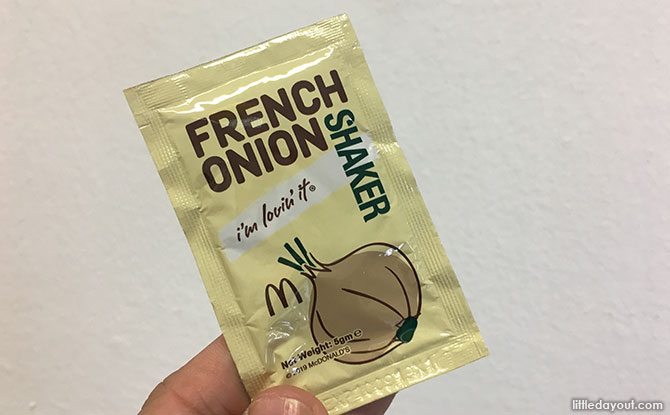 FRENCH
ONION
SHAKER
i'm lovin' it®
Net Weight: 5gm e
© 2019 McDONALD'S
littledayout.com